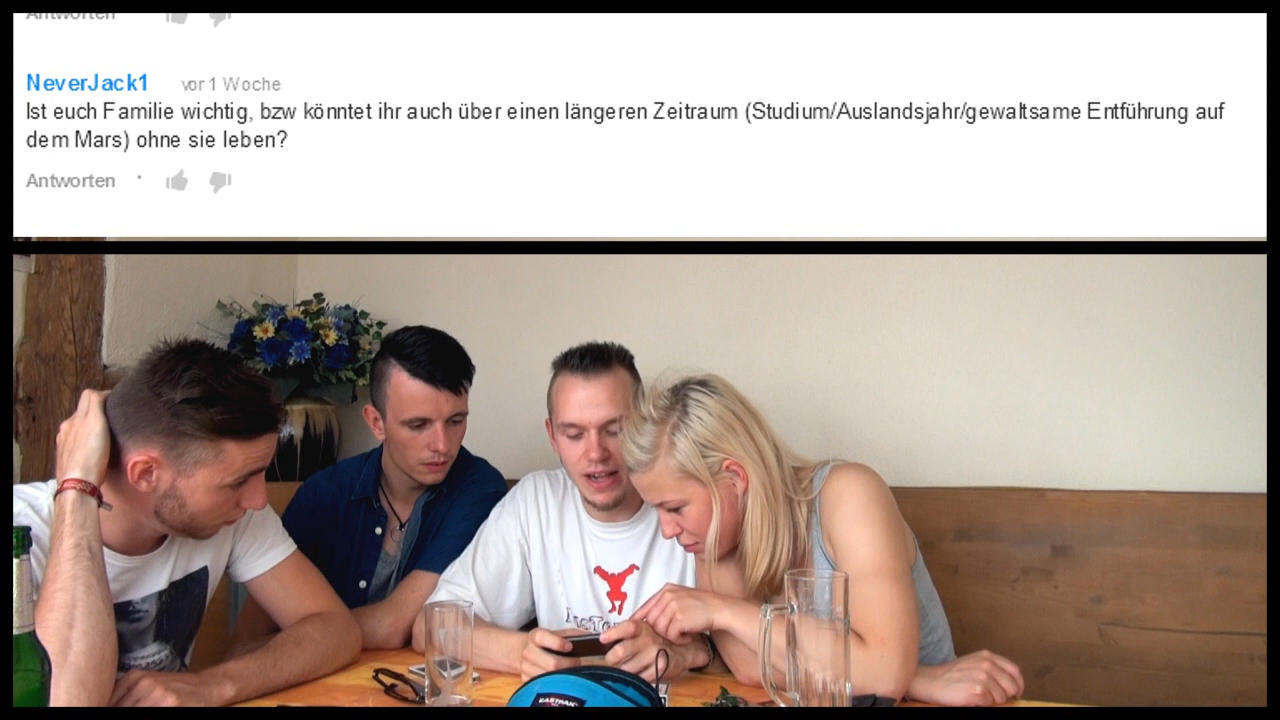 Antworten
NeverJack1 vor 1 Woche
Ist euch Familie wichtig, bzw könntet ihr auch über einen längeren Zeitraum (Studium/Auslandsjahr/gewaltsame Entführung auf
dem Mars) ohne sie leben?
Antworten
EASTPAK